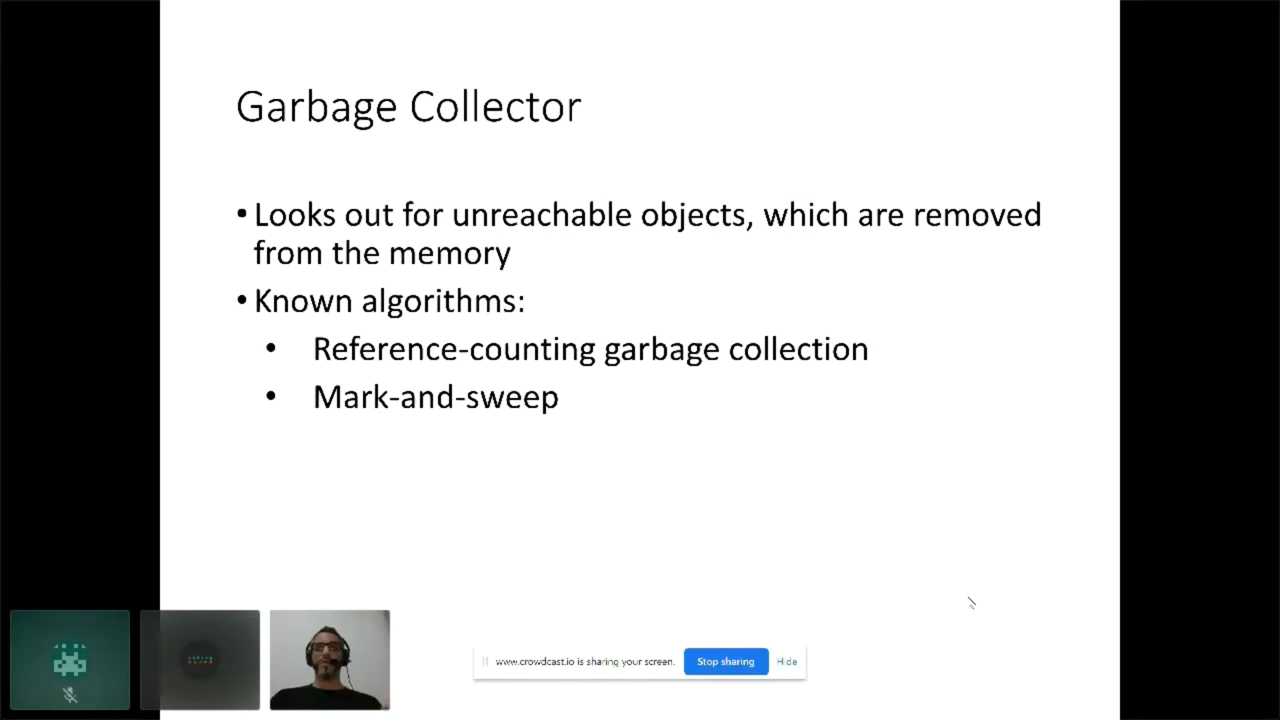 Garbage Collector
• Looks out for unreachable objects, which are removed
from the memory
• Known algorithms:
• Reference-counting garbage collection
• Mark-and-sweep
www.crowdcast.io is sharing your screen. Stop sharing Hide